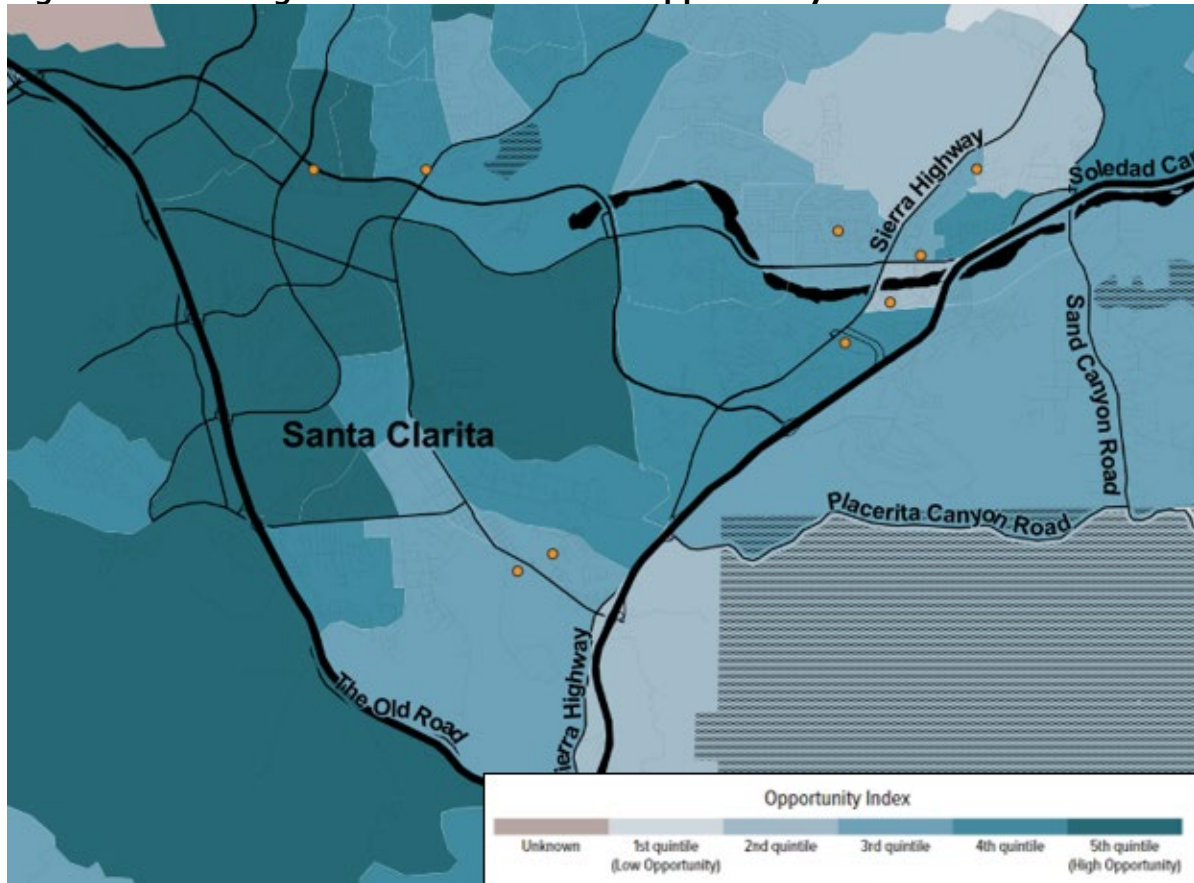 Sierra Highway
Soledad Can
Sand Canyon Road
Santa Clarita
Placerita Canyon Road
The Old Road
ierra Highway
Opportunity Index
Unknown
1st quintile
(Low Opportunity)
2nd quintile
3rd quintile
4th quintile
5th quintile
(High Opportunity)